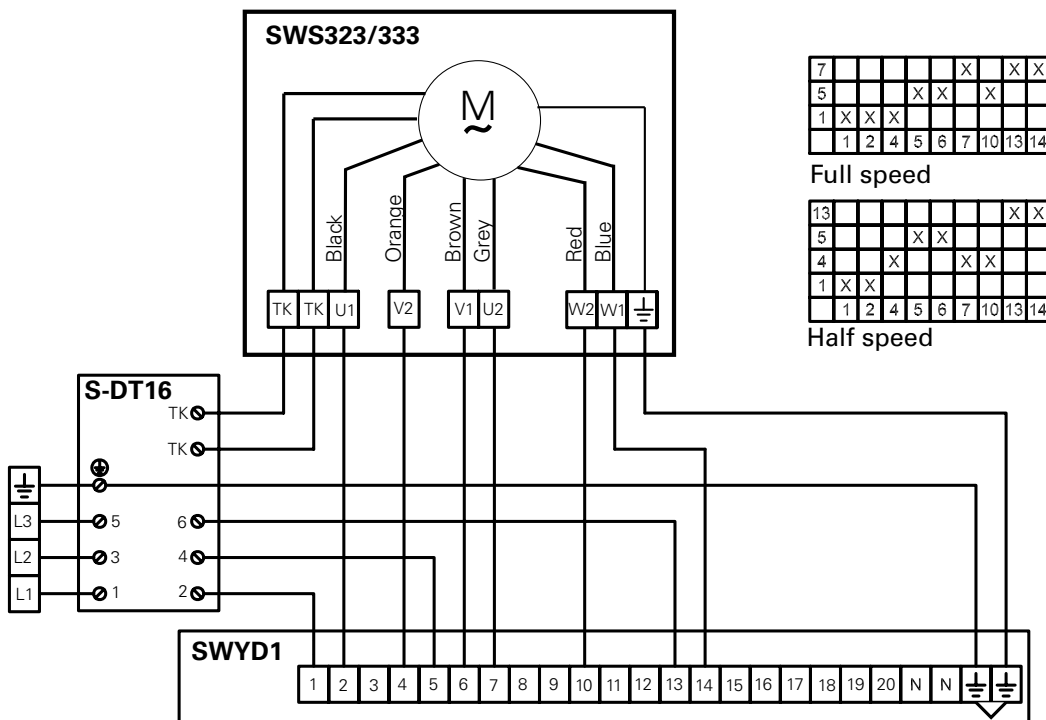 SWS323/333
M
~
Black
Orange
Brown
Grey
Red
Blue
TK TK U1 V2 V1 U2 W2 W1
7 X X X
5 X X X
1 X X X
1 2 4 5 6 7 10 13 14
Full speed
13 X X
5 X X
4 X X X
1 X X
1 2 4 5 6 7 10 13 14
Half speed
S-DT16
TK
TK
L3 5 6
L2 3 4
L1 1 2
SWYD1
1 2 3 4 5 6 7 8 9 10 11 12 13 14 15 16 17 18 19 20 N N